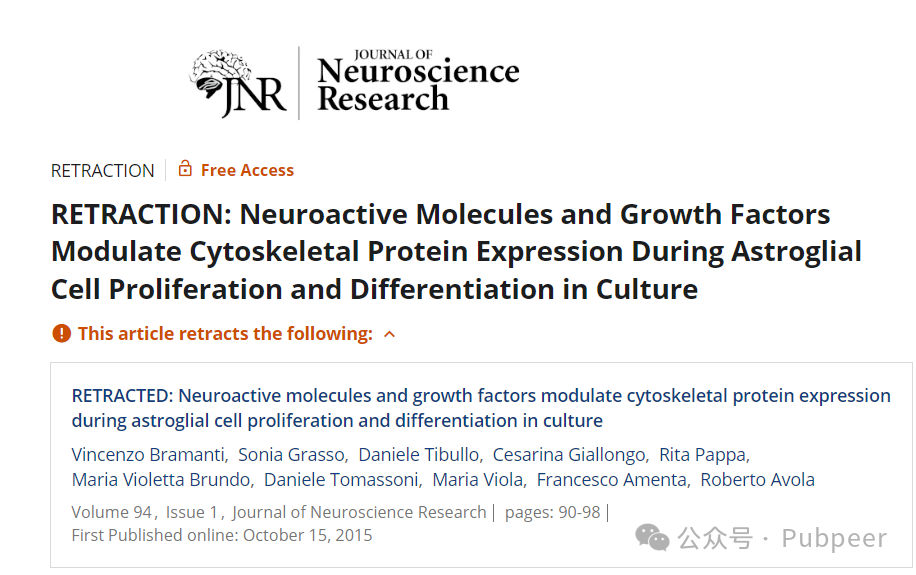 JNR
JOURNAL OF
Neuroscience
Research
RETRACTION
Free Access
RETRACTION: Neuroactive Molecules and Growth Factors
Modulate Cytoskeletal Protein Expression During Astroglial
Cell Proliferation and Differentiation in Culture
This article retracts the following:
RETRACTED: Neuroactive molecules and growth factors modulate cytoskeletal protein expression
during astroglial cell proliferation and differentiation in culture
Vincenzo Bramanti, Sonia Grasso, Daniele Tibullo, Cesarina Giallongo, Rita Pappa,
Maria Violetta Brundo, Daniele Tomassoni, Maria Viola, Francesco Amenta, Roberto Avola
Volume 94, Issue 1, Journal of Neuroscience Research | pages: 90-98 |
First Published online: October 15, 2015
公众号 · Pubpeer